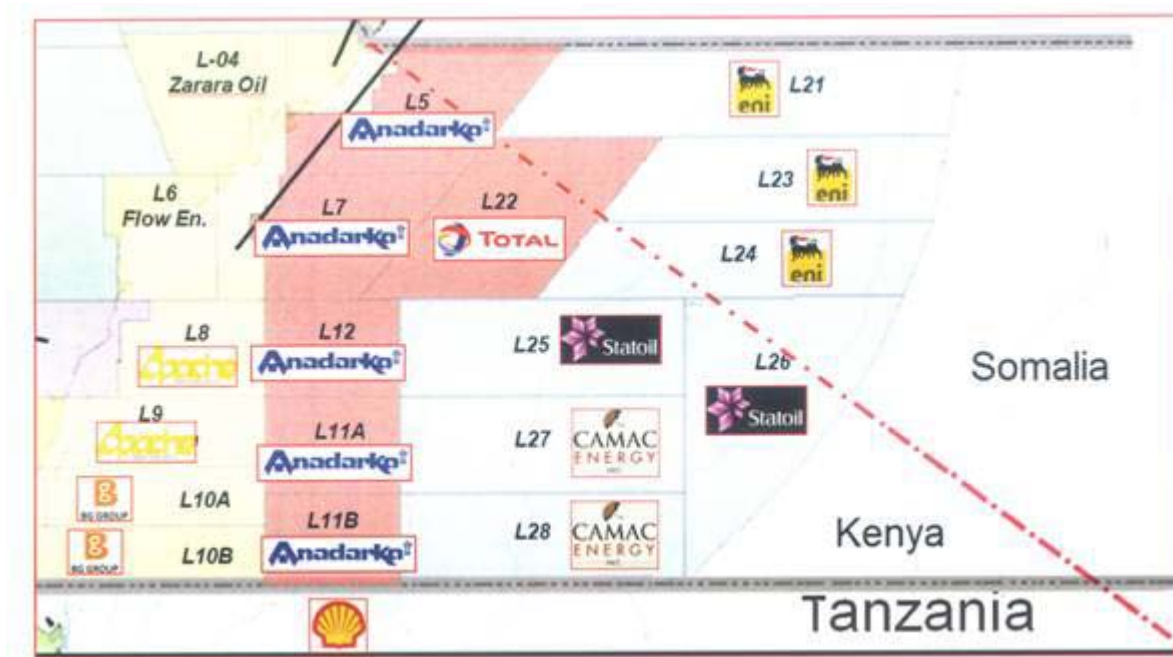 L-04
Zarara Oil
L5
Anadarko
eni
L21
L6
Flow En.
L7
Anadarko
L22
TOTAL
L23
eni
L24
eni
L8
Apache
L12
Anadarko
L25
Statoil
L26
Statoil
Somalia
L9
Apache
L11A
Anadarko
L27
CAMAC
ENERGY
BG GROUP
L10A
L11B
Anadarko
L28
CAMAC
ENERGY
Kenya
BG GROUP
L10B
Tanzania